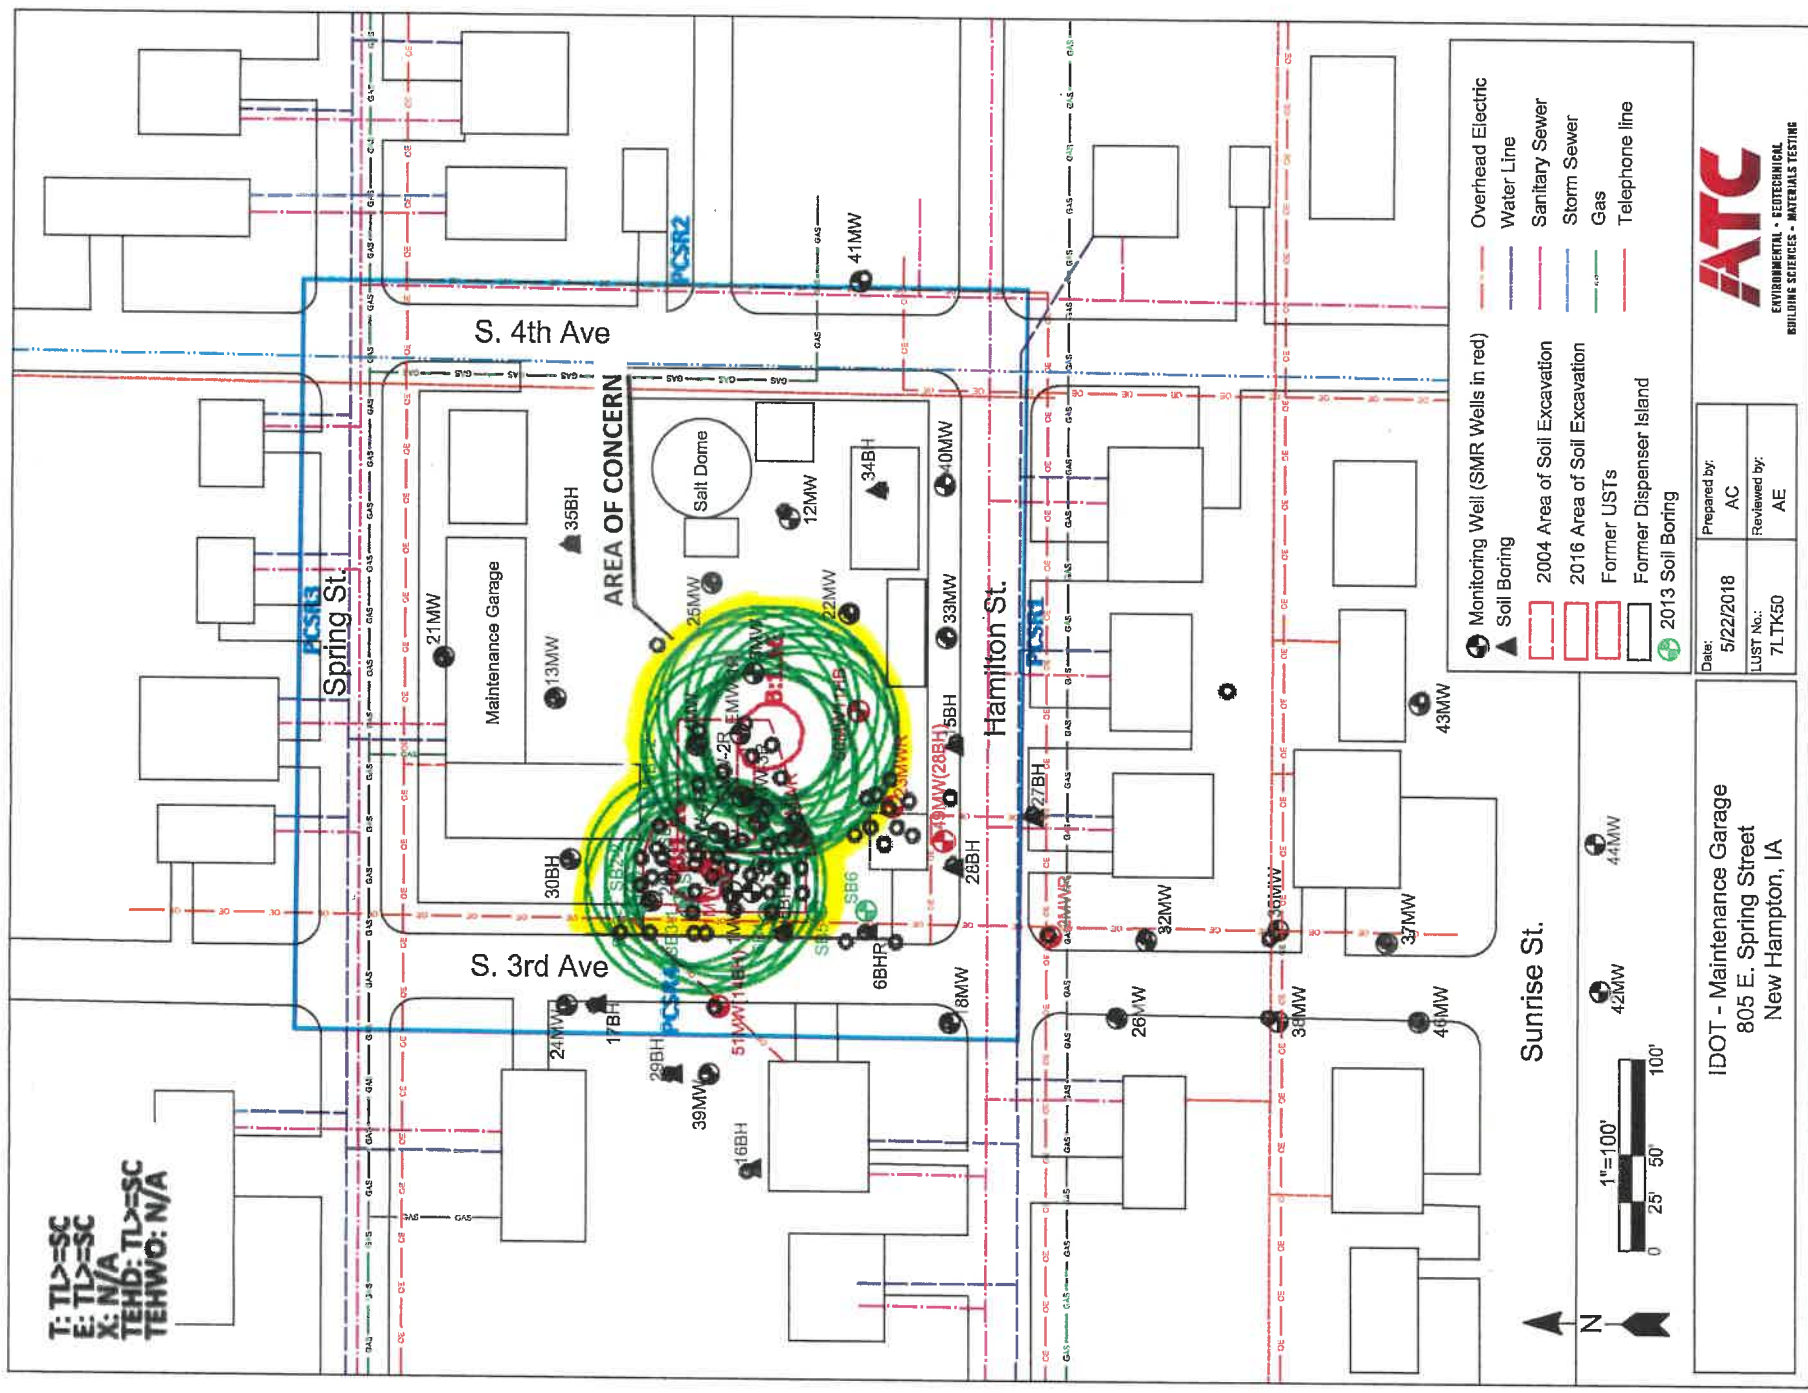 T: TL>=SC
E: TL>=SC
X: N/A
TEHD: TL>=SC
TEHWO: N/A
PCSR3
Spring St.
PCSR2
S. 4th Ave
41MW
AREA OF CONCERN
Salt Dome
12MW
34BH
40MW
35BH
21MW
Maintenance Garage
13MW
25MW
22MW
33MW
Hamilton St.
PCSR1
30BH
S. 3rd Ave
24MW
17BH
29BH
39MW
16BH
51MW(14BH)
SB6
6BHR
18MW
28BH
49MW(28BH)
27BH
32MW
26MW
38MW
37MW
46MW
43MW
44MW
42MW
Sunrise St.
GAS
OE
Monitoring Well (SMR Wells in red)
Soil Boring
2004 Area of Soil Excavation
2016 Area of Soil Excavation
Former USTs
Former Dispenser Island
2013 Soil Boring
Overhead Electric
Water Line
Sanitary Sewer
Storm Sewer
Gas
Telephone line
1"=100'
0 25' 50' 100'
N
IDOT - Maintenance Garage
805 E. Spring Street
New Hampton, IA
Date:
5/22/2018
Prepared by:
AC
LUST No.:
7LTK50
Reviewed by:
AE
ATC
ENVIRONMENTAL • GEOTECHNICAL
BUILDING SCIENCES • MATERIALS TESTING